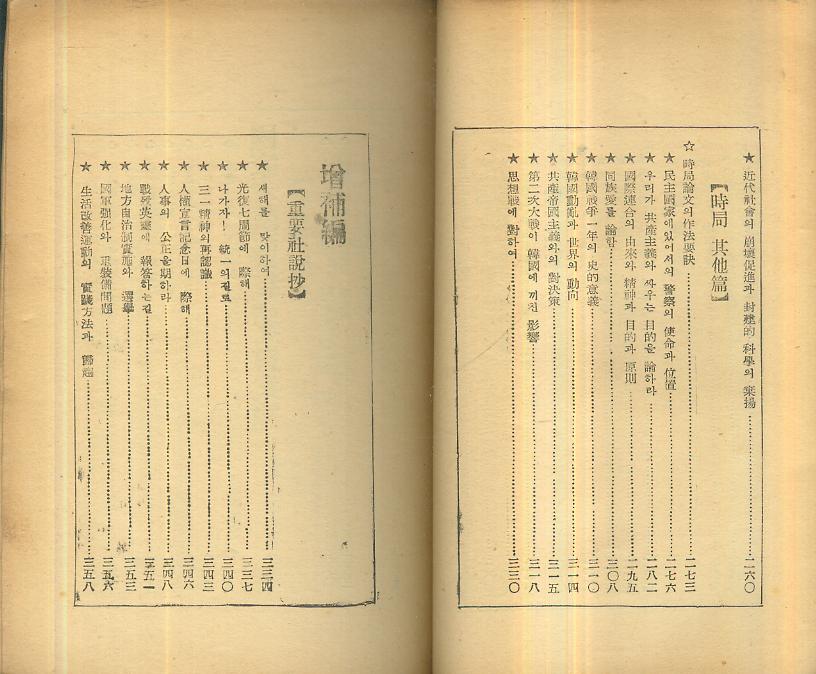 ★ 近代社會의 崩壞促進과 封建的 科學의 棄揚 二六〇
【時局 其他篇】
☆ 時局論文의 作法要訣 二七三
★ 民主國家에있어서의 警察의 使命과 位置 二七六
★ 우리가 共產主義와 싸우는 目的을 論하라 二八二
★ 國際連合의 由來와 精神과 目的과 原則 二九五
★ 同族愛를 論함 三〇八
★ 韓國戰爭一年의 史的意義 三一〇
★ 韓國動亂과 世界의 動向 三一四
★ 共產帝國主義와의 對決策 三一五
★ 第二次大戰이 韓國에 끼친 影響 三一八
★ 思想戰에 對하여 三三〇
增補編
【重要社說抄】
★ 새해를 맞이하여 三三四
★ 光復七周節에 際해 三三七
★ 나가자! 統一의길로 三四〇
★ 三一精神의再認識 三四三
★ 人權宣言記念日에 際해 三四六
★ 人事의 公正을期하라 三四八
★ 戰歿英靈에 報答하는길 三五一
★ 地方自治制實施와 選擧 三五三
★ 國軍强化와 重裝備問題 三五六
★ 生活改善運動의 實踐方法과 歸趨 三五八